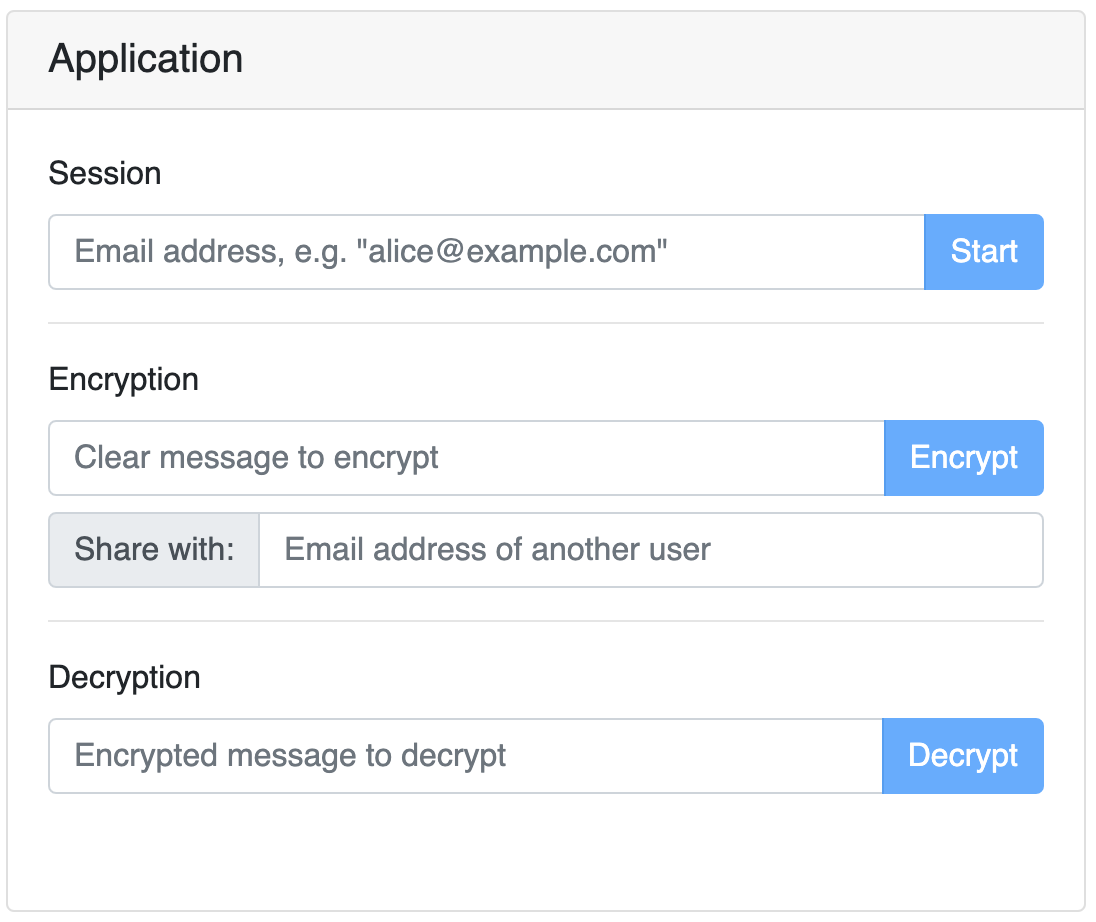 Application
Session
Email address, e.g. "alice@example.com" Start
Encryption
Clear message to encrypt Encrypt
Share with: Email address of another user
Decryption
Encrypted message to decrypt Decrypt